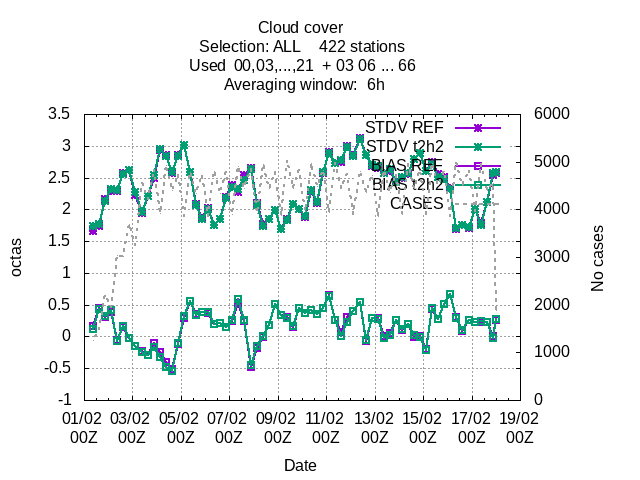 Cloud cover
Selection: ALL 422 stations
Used 00,03,...,21 + 03 06 ... 66
Averaging window: 6h
STDV REF
STDV t2h2
BIAS REF
BIAS t2h2
CASES
3.5
3
2.5
2
1.5
1
0.5
0
-0.5
-1
octas
6000
5000
4000
3000
2000
1000
0
No cases
01/02 03/02 05/02 07/02 09/02 11/02 13/02 15/02 17/02 19/02
00Z 00Z 00Z 00Z 00Z 00Z 00Z 00Z 00Z 00Z
Date